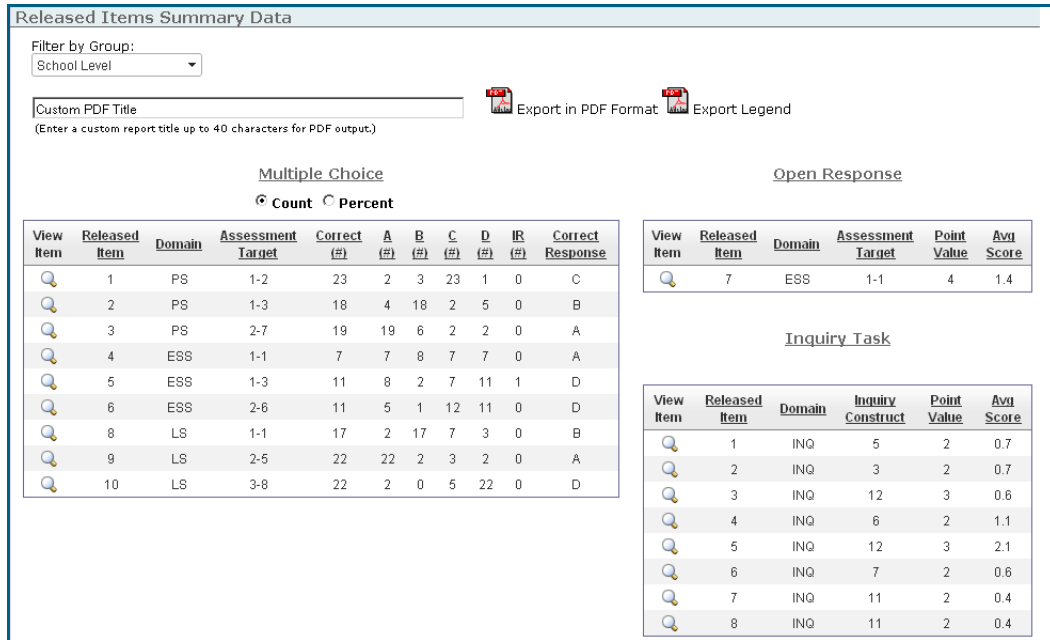 Released Items Summary Data
Filter by Group:
School Level
Custom PDF Title
Export in PDF Format Export Legend
(Enter a custom report title up to 40 characters for PDF output.)
Multiple Choice
Count Percent
View Item Released Item Domain Assessment Target Correct (#) A (#) B (#) C (#) D (#) IR (#) Correct Response
1 PS 1-2 23 2 3 23 1 0 C
2 PS 1-3 18 4 18 2 5 0 B
3 PS 2-7 19 19 6 2 2 0 A
4 ESS 1-1 7 7 8 7 7 0 A
5 ESS 1-3 11 8 2 7 11 1 D
6 ESS 2-6 11 5 1 12 11 0 D
8 LS 1-1 17 2 17 7 3 0 B
9 LS 2-5 22 22 2 3 2 0 A
10 LS 3-8 22 2 0 5 22 0 D
Open Response
View Item Released Item Domain Assessment Target Point Value Avg Score
7 ESS 1-1 4 1.4
Inquiry Task
View Item Released Item Domain Inquiry Construct Point Value Avg Score
1 INQ 5 2 0.7
2 INQ 3 2 0.7
3 INQ 12 3 0.6
4 INQ 6 2 1.1
5 INQ 12 3 2.1
6 INQ 7 2 0.6
7 INQ 11 2 0.4
8 INQ 11 2 0.4